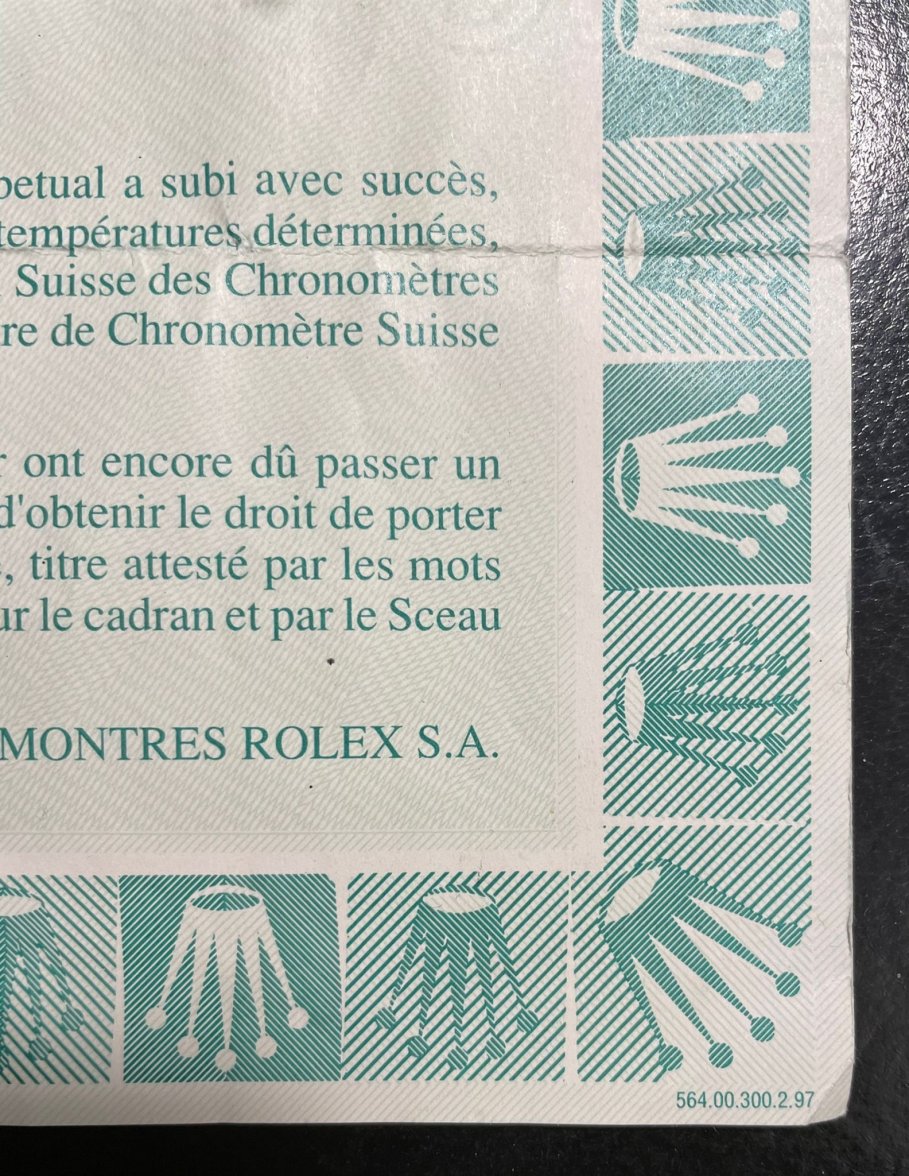 petual a subi avec succès,
températures déterminées,
Suisse des Chronomètres
re de Chronomètre Suisse
ont encore dû passer un
d'obtenir le droit de porter
, titre attesté par les mots
ur le cadran et par le Sceau
MONTRES ROLEX S.A.
564.00.300.2.97